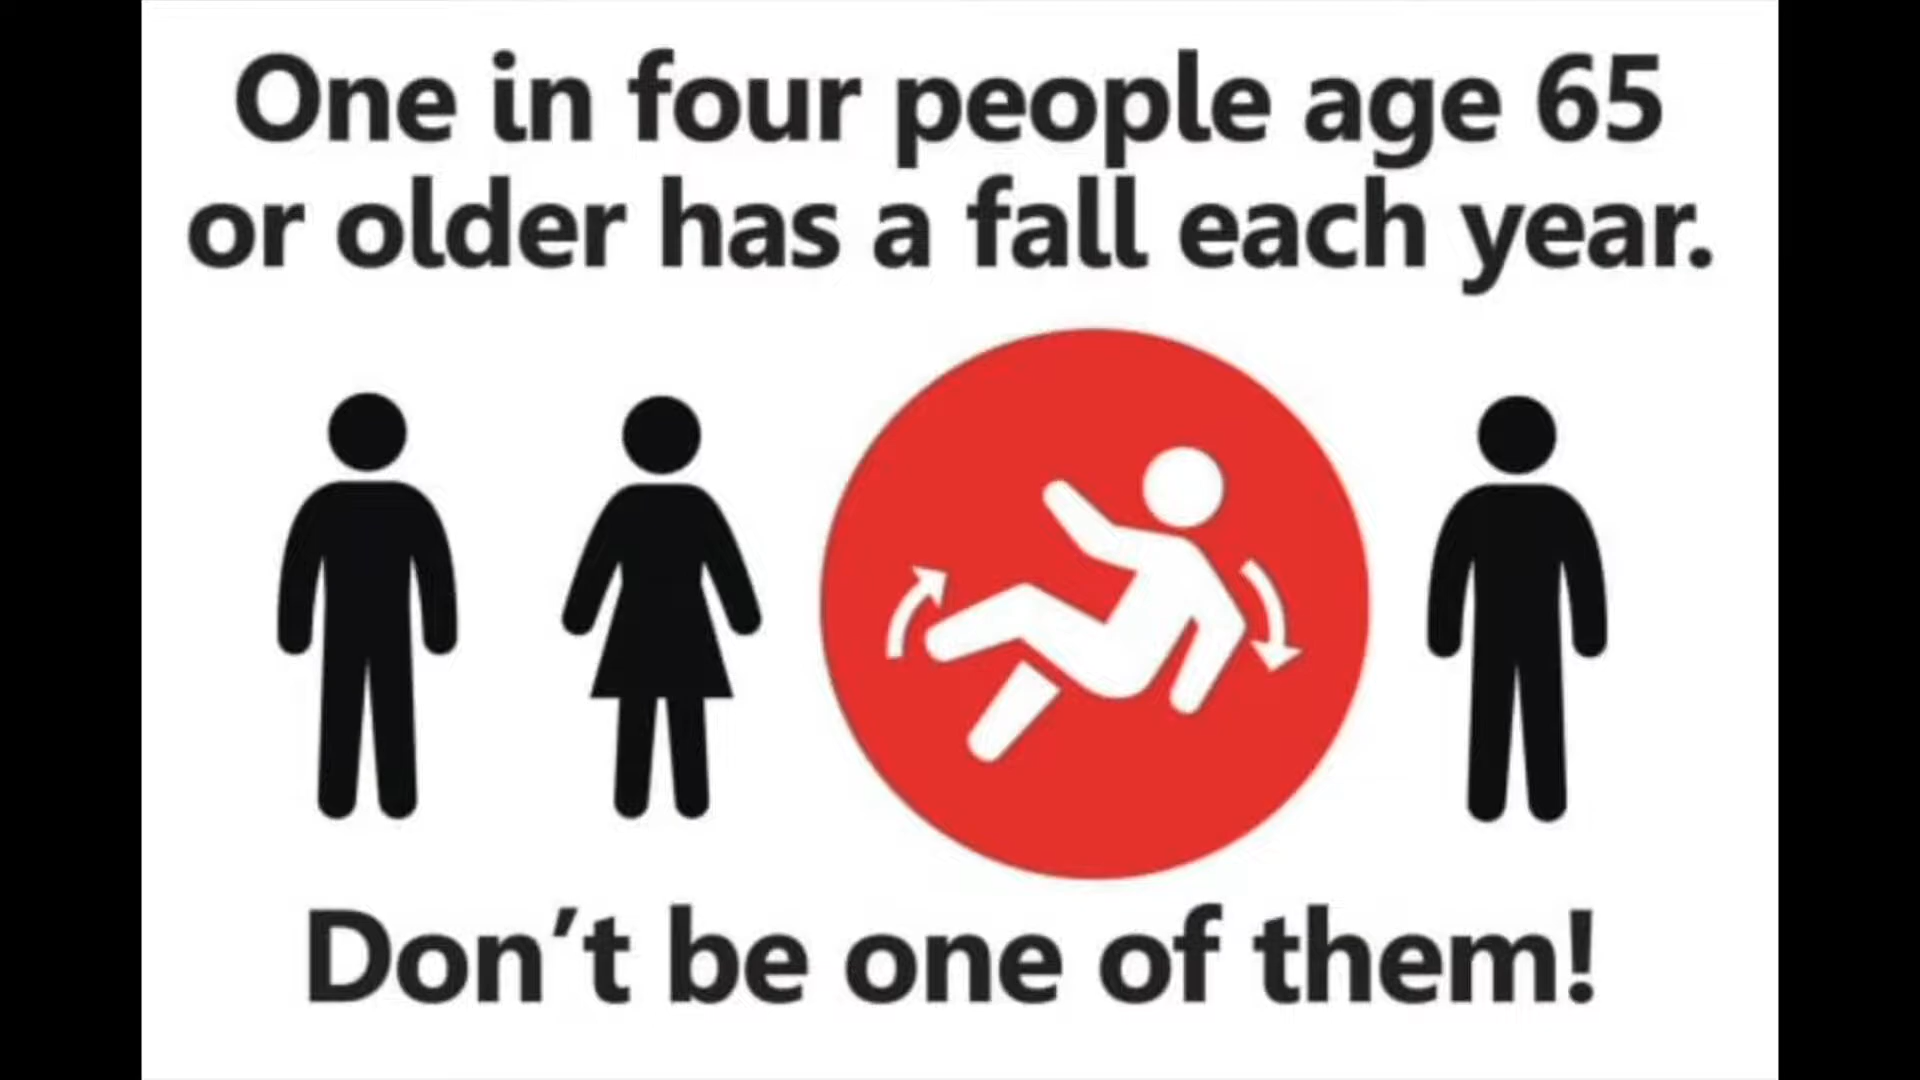 One in four people age 65
or older has a fall each year.
Don't be one of them!